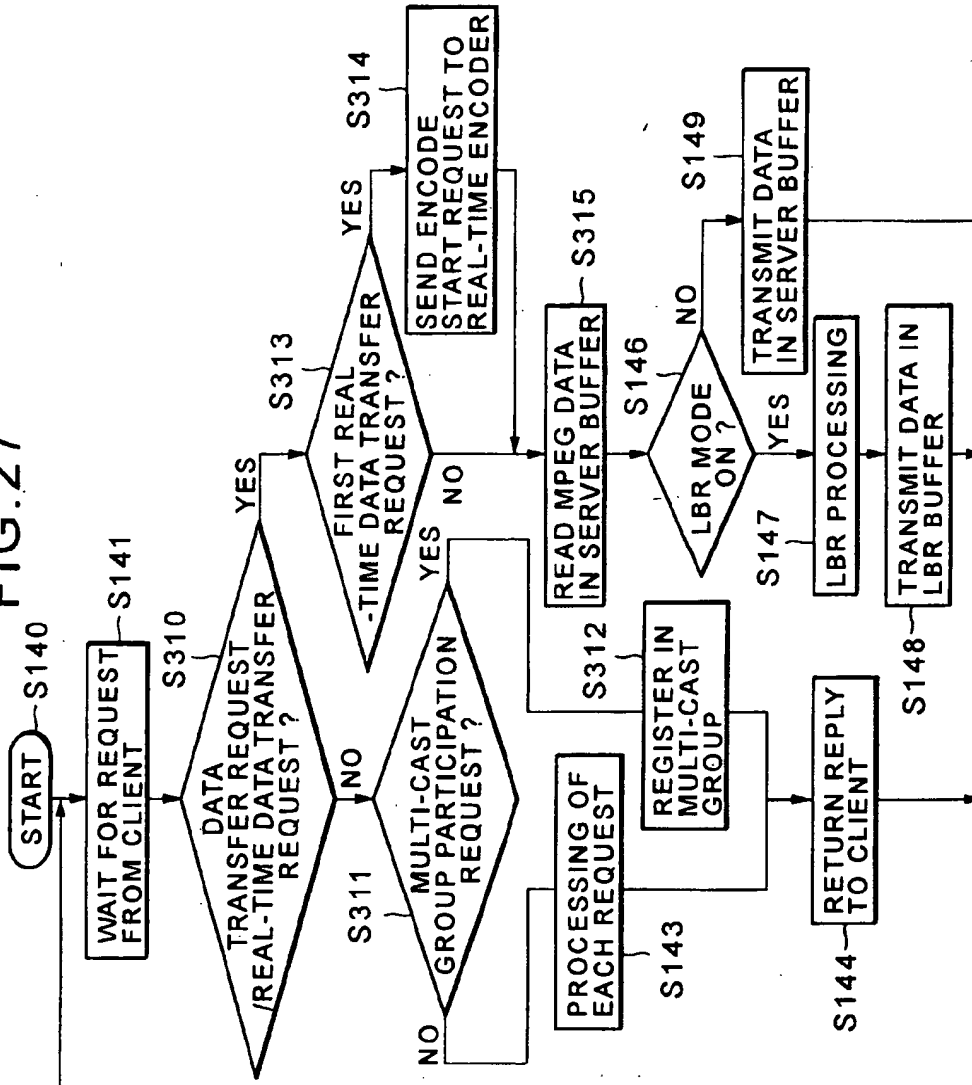 FIG.27
START
S140
WAIT FOR REQUEST
FROM CLIENT
S141
DATA
TRANSFER REQUEST
/REAL-TIME DATA TRANSFER
REQUEST ?
S310
YES
NO
MULTI-CAST
GROUP PARTICIPATION
REQUEST ?
S311
YES
NO
PROCESSING OF
EACH REQUEST
S143
REGISTER IN
MULTI-CAST
GROUP
S312
RETURN REPLY
TO CLIENT
S144
FIRST REAL
-TIME DATA TRANSFER
REQUEST ?
S313
YES
NO
SEND ENCODE
START REQUEST TO
REAL-TIME ENCODER
S314
READ MPEG DATA
IN SERVER BUFFER
S315
LBR MODE
ON ?
S146
NO
YES
LBR PROCESSING
S147
TRANSMIT DATA IN
LBR BUFFER
S148
TRANSMIT DATA
IN SERVER BUFFER
S149